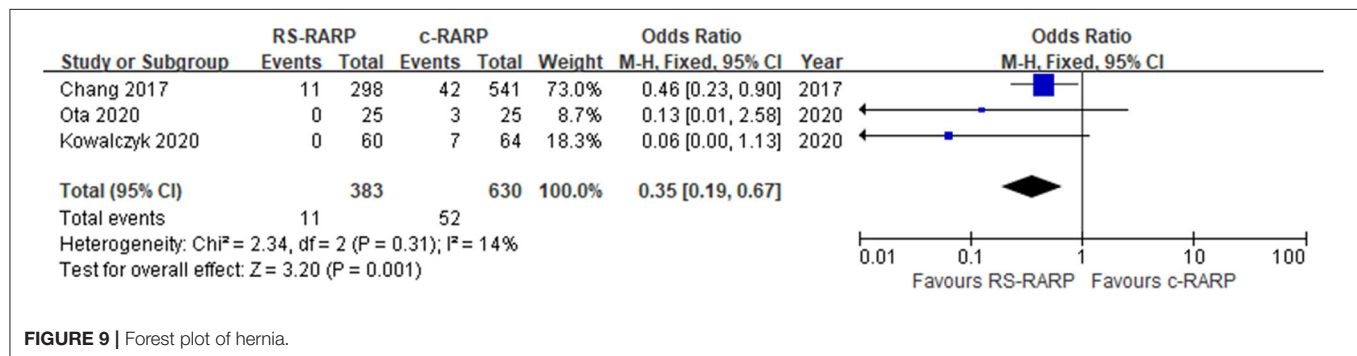 RS-RARP c-RARP Odds Ratio Odds Ratio
Study or Subgroup Events Total Events Total Weight M-H, Fixed, 95% CI Year M-H, Fixed, 95% CI
Chang 2017 11 298 42 541 73.0% 0.46 [0.23, 0.90] 2017
Ota 2020 0 25 3 25 8.7% 0.13 [0.01, 2.58] 2020
Kowalczyk 2020 0 60 7 64 18.3% 0.06 [0.00, 1.13] 2020
Total (95% CI) 383 630 100.0% 0.35 [0.19, 0.67]
Total events 11 52
Heterogeneity: Chi² = 2.34, df = 2 (P = 0.31); I² = 14%
Test for overall effect: Z = 3.20 (P = 0.001)
0.01 0.1 1 10 100
Favours RS-RARP Favours c-RARP
FIGURE 9 | Forest plot of hernia.